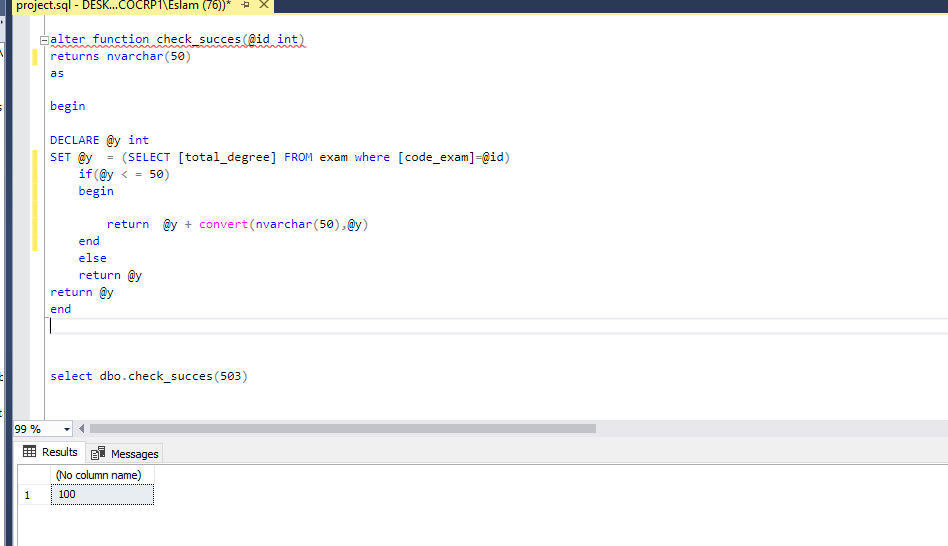 project.sql - DESK...COCRP1\Eslam (76))*
alter function check_succes(@id int)
returns nvarchar(50)
as
begin
DECLARE @y int
SET @y  = (SELECT [total_degree] FROM exam where [code_exam]=@id)
if(@y < = 50)
begin
return  @y + convert(nvarchar(50),@y)
end
else
return @y
return @y
end
select dbo.check_succes(503)
99 %
Results Messages
(No column name)
1 100